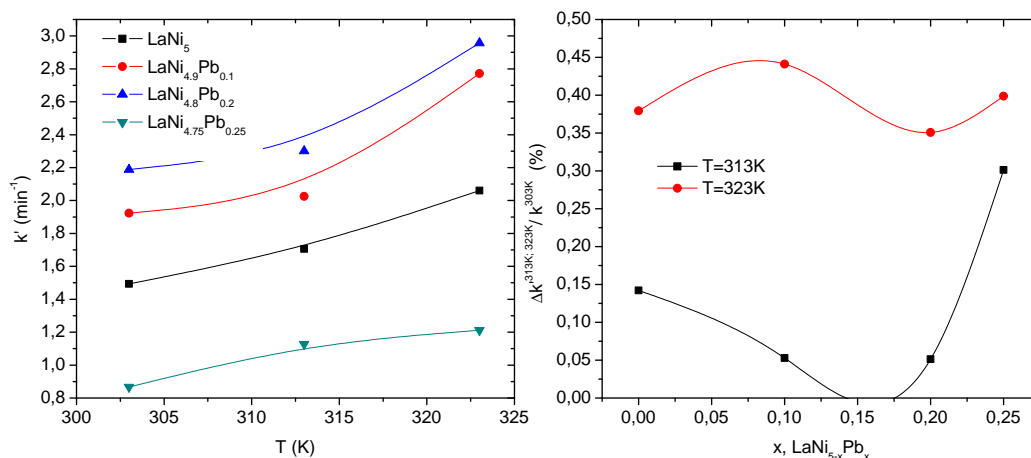 3,0
2,8
2,6
2,4
2,2
2,0
1,8
1,6
1,4
1,2
1,0
0,8
k' (min⁻¹)
LaNi₅
LaNi₄.₉Pb₀.₁
LaNi₄.₈Pb₀.₂
LaNi₄.₇₅Pb₀.₂₅
300 305 310 315 320 325
T (K)
0,50
0,45
0,40
0,35
0,30
0,25
0,20
0,15
0,10
0,05
0,00
Δk'³¹³ᴷ; ³²³ᴷ/ k³⁰³ᴷ (%)
T=313K
T=323K
0,00 0,05 0,10 0,15 0,20 0,25
x, LaNi₅₋ₓPbₓ